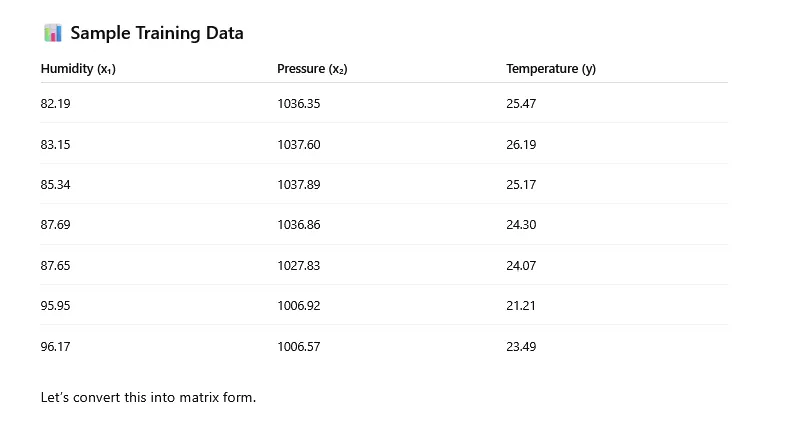 📊 Sample Training Data
Humidity (x₁) Pressure (x₂) Temperature (y)
82.19 1036.35 25.47
83.15 1037.60 26.19
85.34 1037.89 25.17
87.69 1036.86 24.30
87.65 1027.83 24.07
95.95 1006.92 21.21
96.17 1006.57 23.49
Let’s convert this into matrix form.